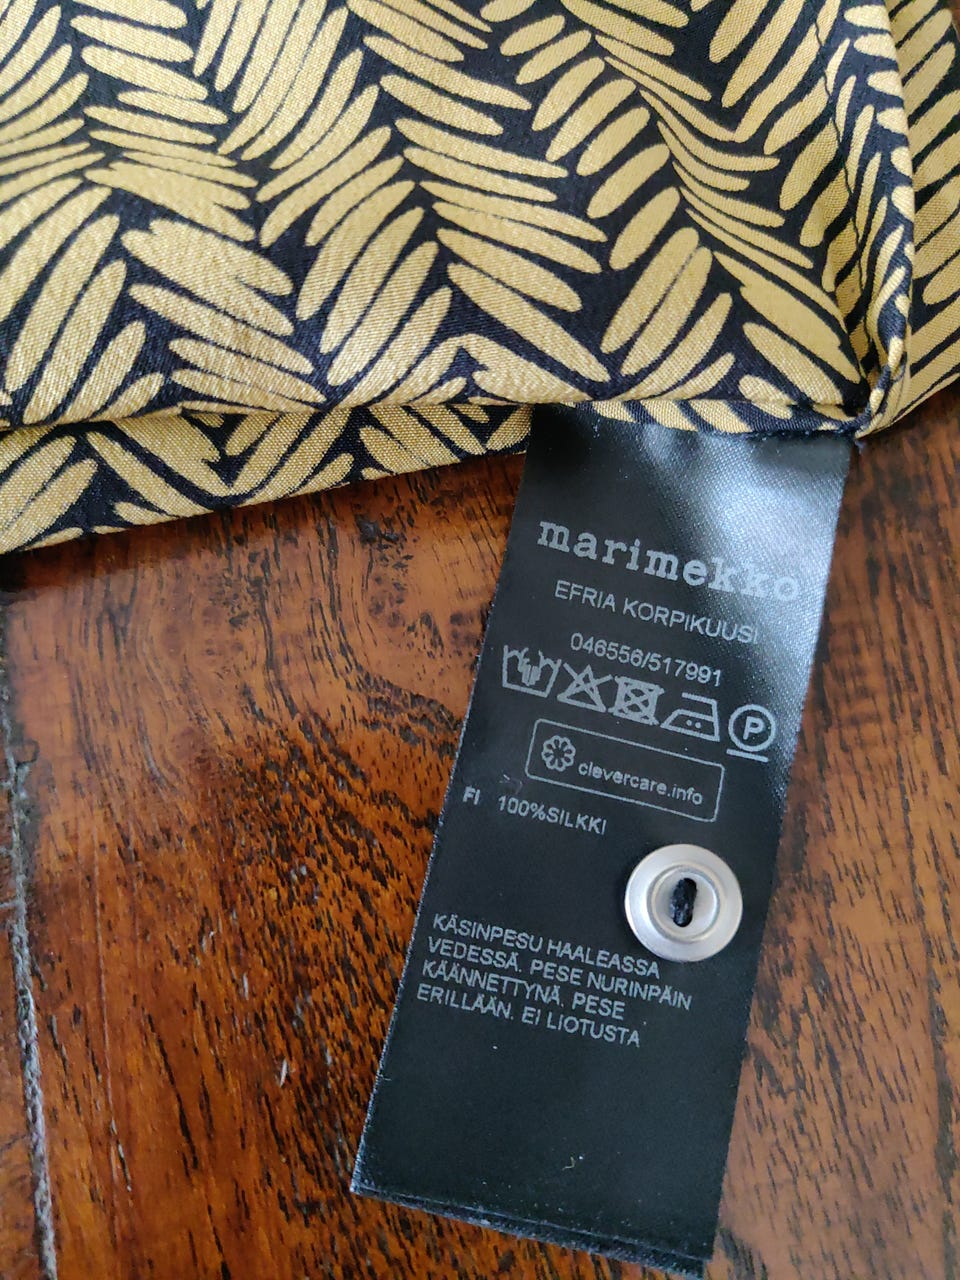 marimekko
EFRIA KORPIKUUSI
046556/517991
P
clevercare.info
FI 100%SILKKI
KÄSINPESU HAALEASSA
VEDESSÄ. PESE NURINPÄIN
KÄÄNNETTYNÄ. PESE
ERILLÄÄN. EI LIOTUSTA